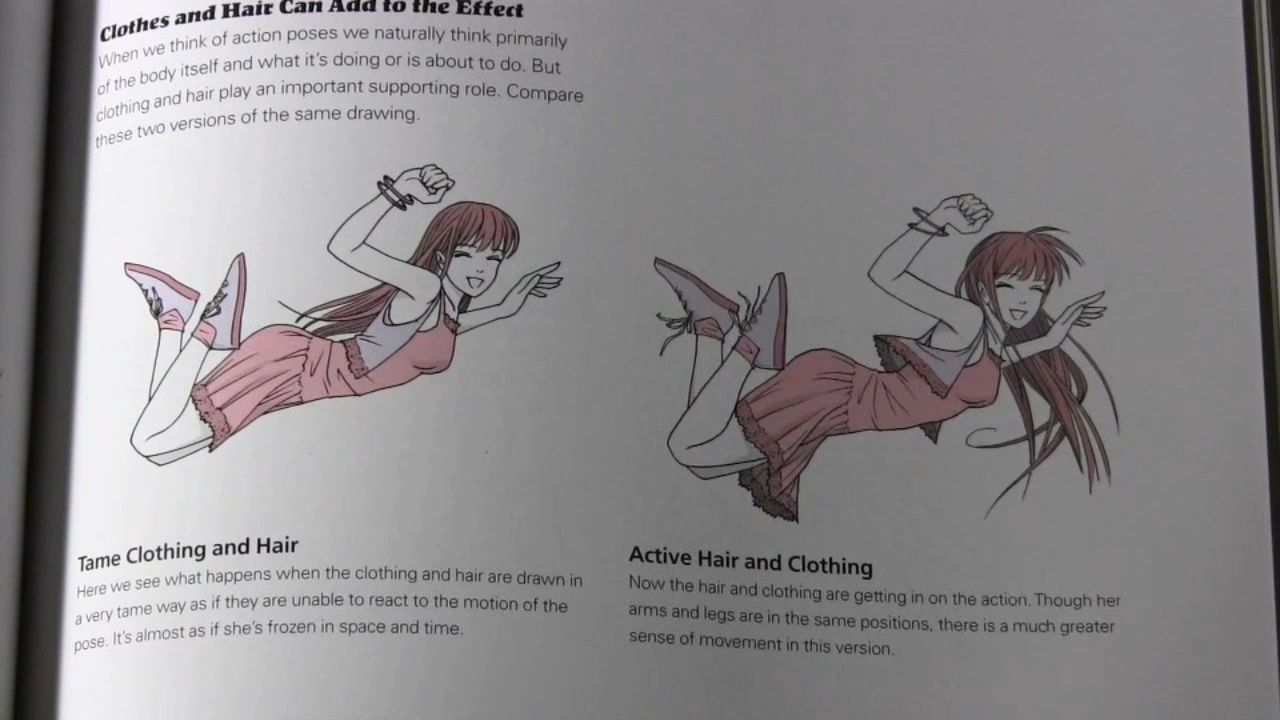 Clothes and Hair Can Add to the Effect
When we think of action poses we naturally think primarily
of the body itself and what it's doing or is about to do. But
clothing and hair play an important supporting role. Compare
these two versions of the same drawing.
Tame Clothing and Hair
Here we see what happens when the clothing and hair are drawn in
a very tame way as if they are unable to react to the motion of the
pose. It's almost as if she's frozen in space and time.
Active Hair and Clothing
Now the hair and clothing are getting in on the action. Though her
arms and legs are in the same positions, there is a much greater
sense of movement in this version.